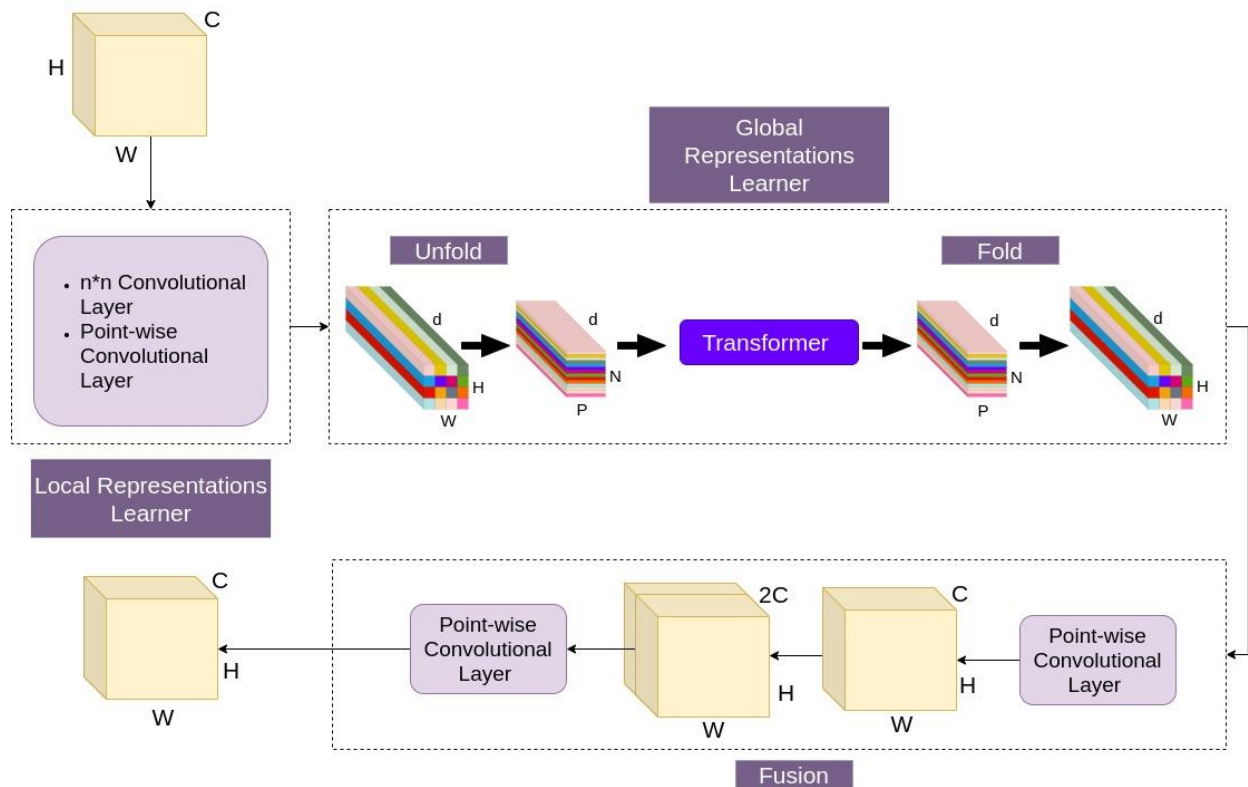 C
H
W
Global
Representations
Learner
n*n Convolutional
Layer
Point-wise
Convolutional
Layer
Local Representations
Learner
Unfold
d
H
W
d
N
P
Transformer
Fold
d
N
P
d
H
W
Point-wise
Convolutional
Layer
C
H
W
2C
H
W
Point-wise
Convolutional
Layer
C
H
W
Fusion